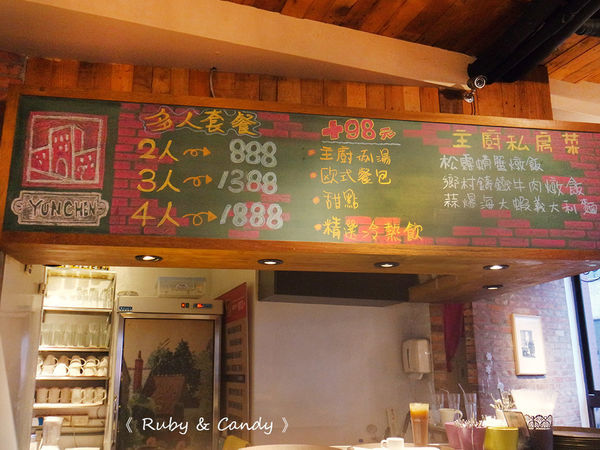 YUNCHEN
多人套餐
2人 888
3人 1388
4人 1888
+98元
・主廚例湯
・歐式餐包
・甜點
・精選冷熱飲
主廚私房菜
松露螃蟹燉飯
鄉村鑄鐵牛肉燉飯
蒜爆海大蝦義大利麵
《 Ruby & Candy 》